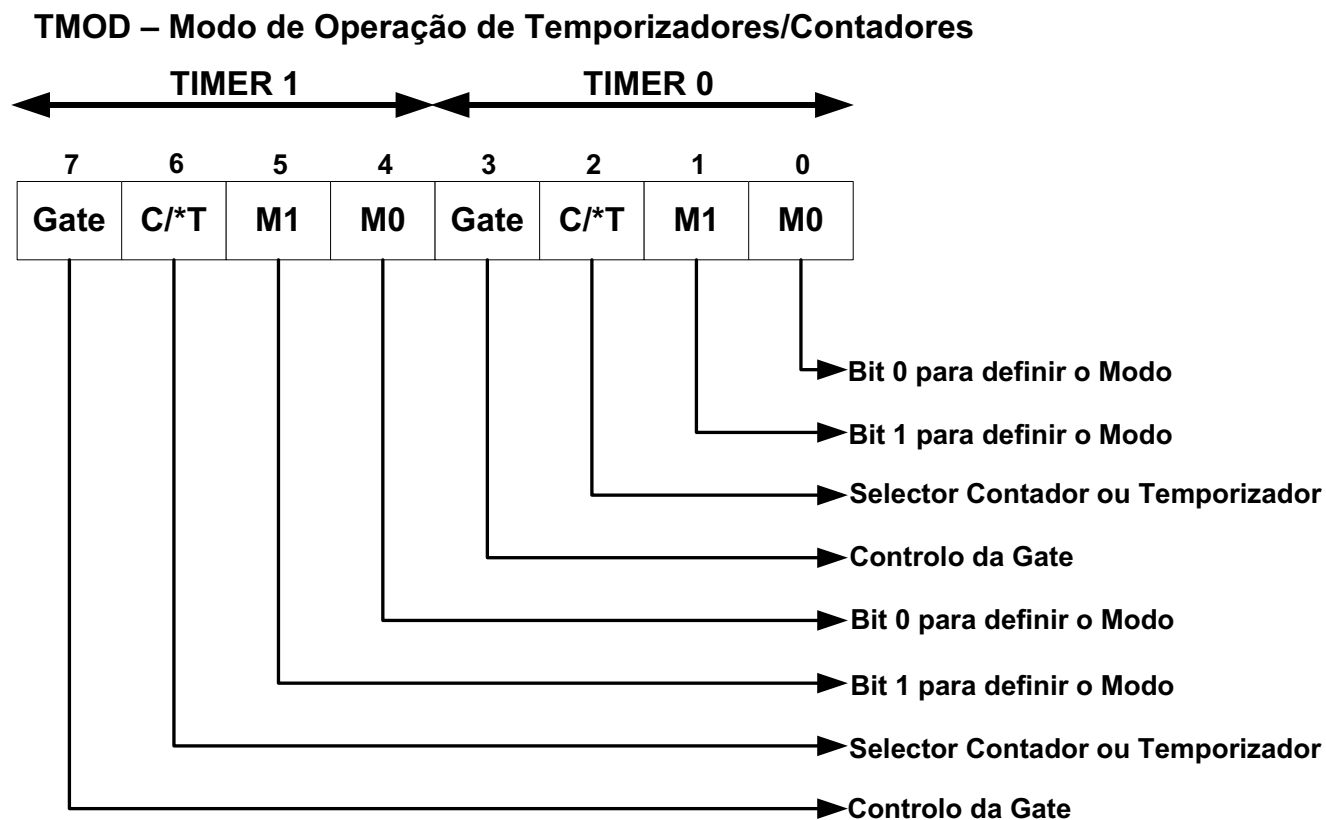 TMOD – Modo de Operação de Temporizadores/Contadores
TIMER 1 TIMER 0
7 6 5 4 3 2 1 0
Gate C/*T M1 M0 Gate C/*T M1 M0
Bit 0 para definir o Modo
Bit 1 para definir o Modo
Selector Contador ou Temporizador
Controlo da Gate
Bit 0 para definir o Modo
Bit 1 para definir o Modo
Selector Contador ou Temporizador
Controlo da Gate